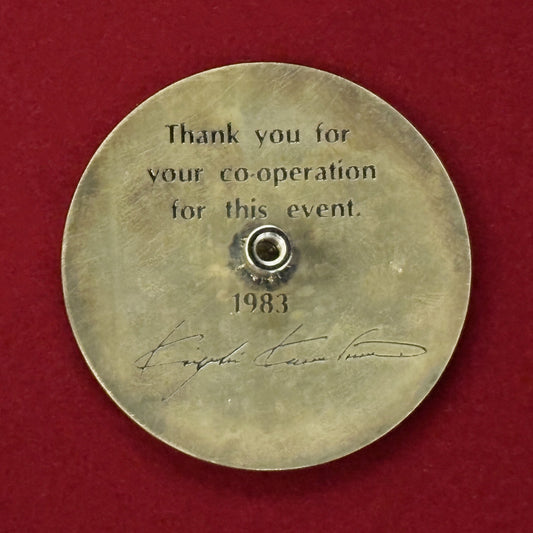 Thank you for
your co-operation
for this event.
1983